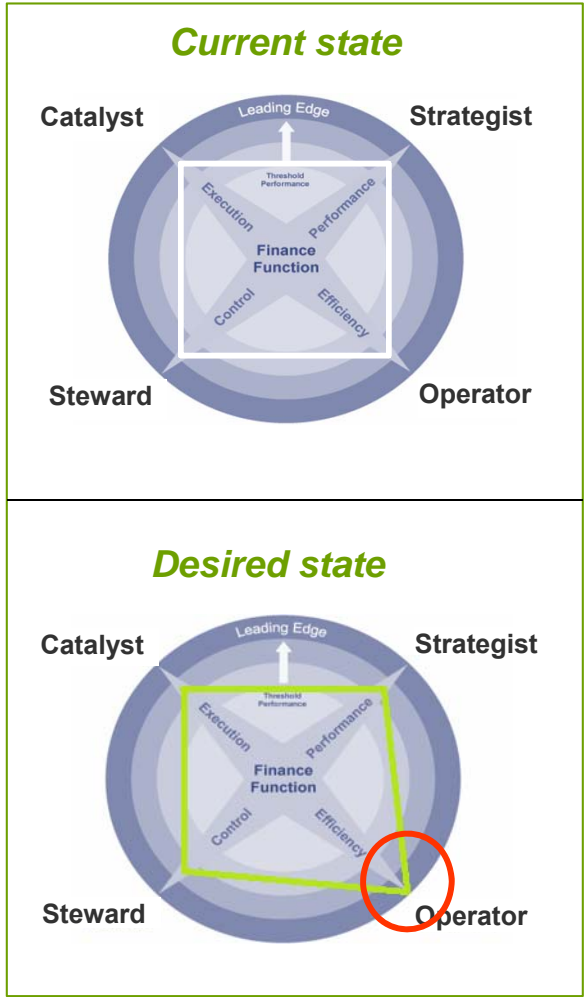 Current state
Catalyst
Strategist
Leading Edge
Threshold
Performance
Execution
Performance
Finance
Function
Control
Efficiency
Steward
Operator
Desired state
Catalyst
Strategist
Leading Edge
Threshold
Performance
Execution
Performance
Finance
Function
Control
Efficiency
Steward
Operator